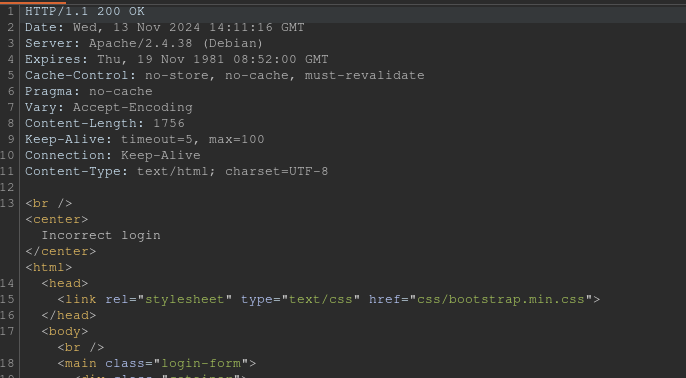 1 HTTP/1.1 200 OK
2 Date: Wed, 13 Nov 2024 14:11:16 GMT
3 Server: Apache/2.4.38 (Debian)
4 Expires: Thu, 19 Nov 1981 08:52:00 GMT
5 Cache-Control: no-store, no-cache, must-revalidate
6 Pragma: no-cache
7 Vary: Accept-Encoding
8 Content-Length: 1756
9 Keep-Alive: timeout=5, max=100
10 Connection: Keep-Alive
11 Content-Type: text/html; charset=UTF-8
12
13 <br />
<center>
Incorrect login
</center>
<html>
14 <head>
15 <link rel="stylesheet" type="text/css" href="css/bootstrap.min.css">
16 </head>
17 <body>
<br />
18 <main class="login-form">